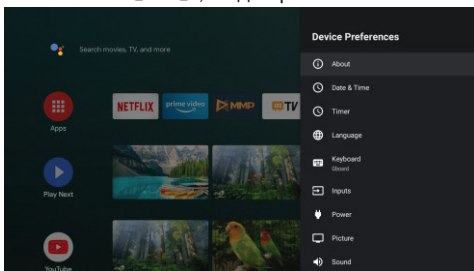 Device Preferences
About
Search movies, TV, and more
Date & Time
Timer
NETFLIX prime video MMP TV
Apps
Language
Keyboard
Gboard
Inputs
Play Next
Power
Picture
Sound
YouTube